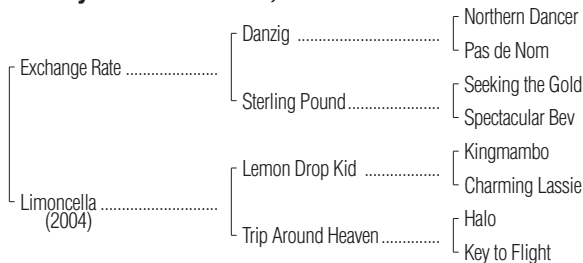 Northern Dancer
Danzig ........................
Pas de Nom
Exchange Rate ......................
Seeking the Gold
Sterling Pound ......................
Spectacular Bev
Kingmambo
Lemon Drop Kid ..................
Charming Lassie
Limoncella ............................
(2004)
Halo
Trip Around Heaven ..............
Key to Flight